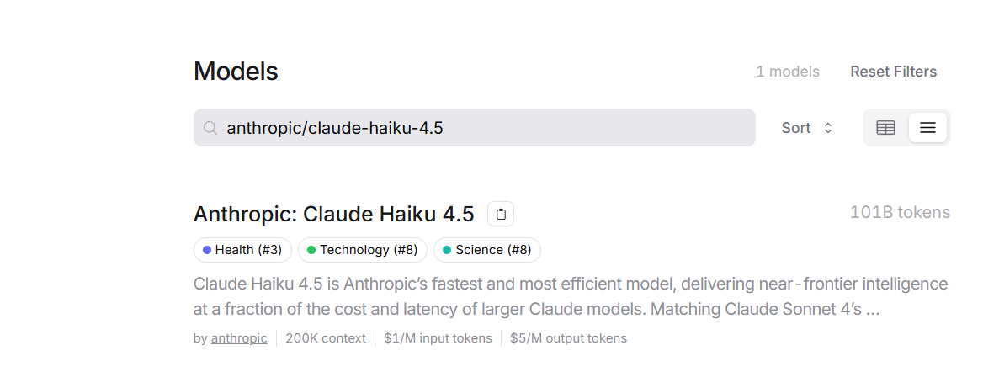 Models
1 models
Reset Filters
anthropic/claude-haiku-4.5
Sort
Anthropic: Claude Haiku 4.5
101B tokens
Health (#3) Technology (#8) Science (#8)
Claude Haiku 4.5 is Anthropic’s fastest and most efficient model, delivering near-frontier intelligence
at a fraction of the cost and latency of larger Claude models. Matching Claude Sonnet 4’s ...
by anthropic 200K context $1/M input tokens $5/M output tokens